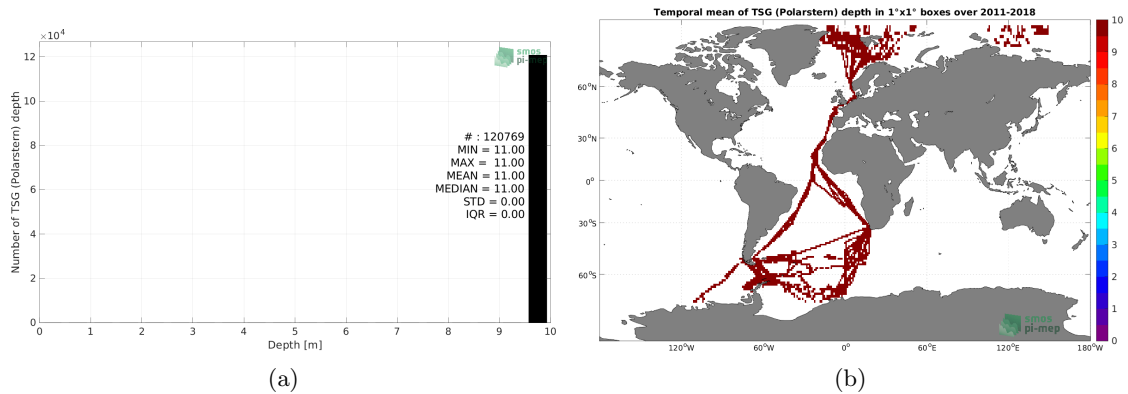 ×10⁴
smos
pi-mep
12
10
8
6
4
2
0
Number of TSG (Polarstern) depth
# : 120769
MIN = 11.00
MAX = 11.00
MEAN = 11.00
MEDIAN = 11.00
STD = 0.00
IQR = 0.00
0 1 2 3 4 5 6 7 8 9 10
Depth [m]
(a)
Temporal mean of TSG (Polarstern) depth in 1°x1° boxes over 2011-2018
60°N
30°N
0°
30°S
60°S
120°W 60°W 0° 60°E 120°E 180°W
smos
pi-mep
10
9
8
7
6
5
4
3
2
1
0
(b)